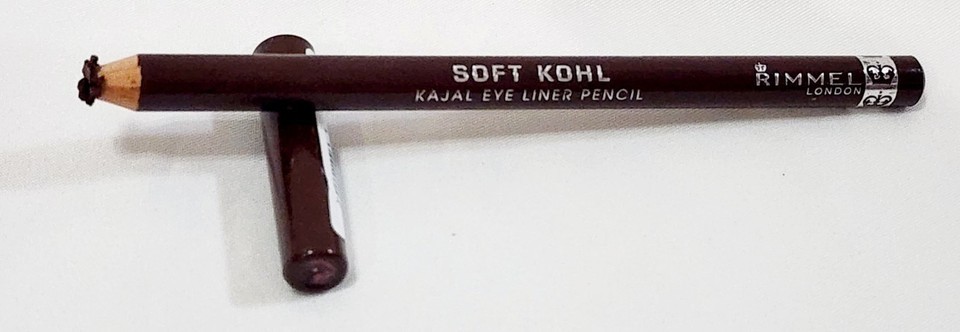 SOFT KOHL
KAJAL EYE LINER PENCIL
RIMMEL
LONDON